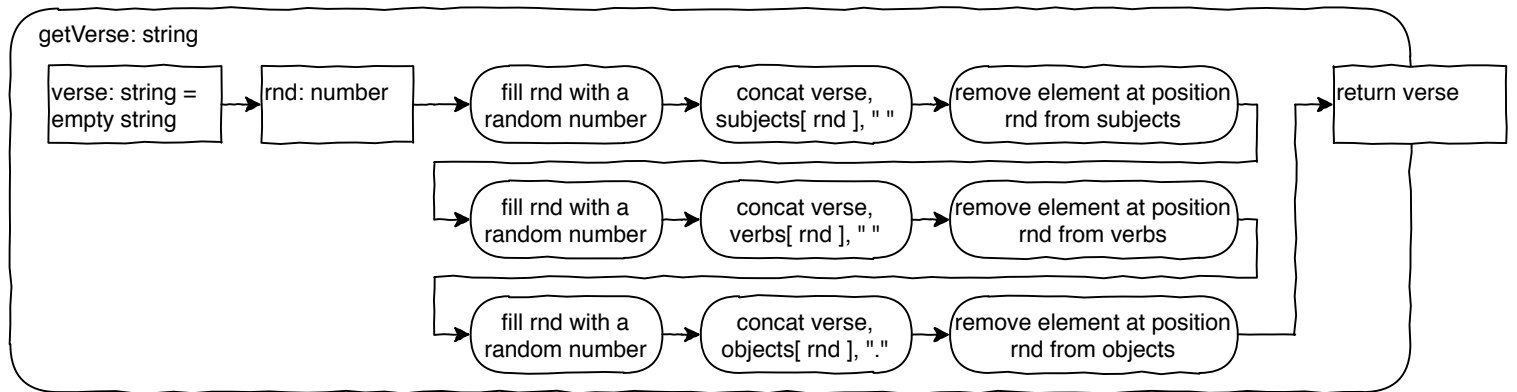 getVerse: string
verse: string =
empty string
rnd: number
fill rnd with a
random number
concat verse,
subjects[ rnd ], " "
remove element at position
rnd from subjects
return verse
fill rnd with a
random number
concat verse,
verbs[ rnd ], " "
remove element at position
rnd from verbs
fill rnd with a
random number
concat verse,
objects[ rnd ], "."
remove element at position
rnd from objects